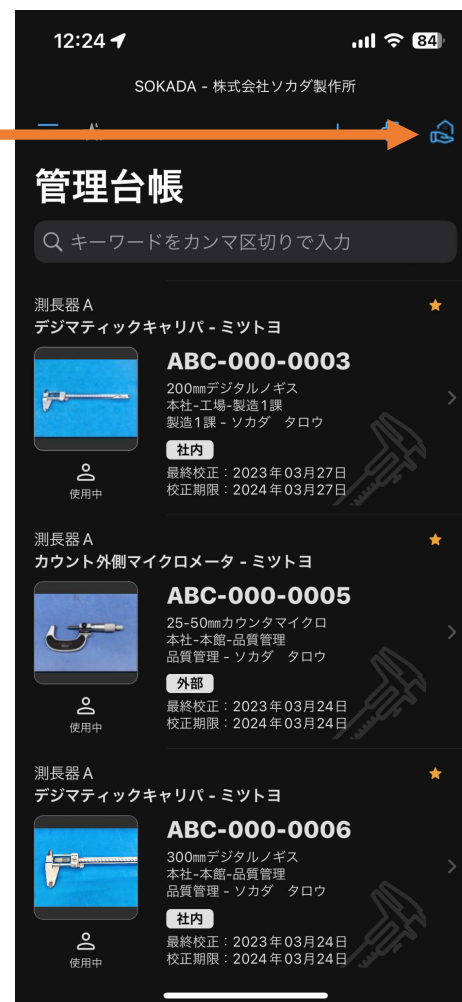 12:24
84
SOKADA - 株式会社ソカダ製作所
管理台帳
キーワードをカンマ区切りで入力
測長器A
デジマティックキャリパ - ミツトヨ
ABC-000-0003
200㎜デジタルノギス
本社-工場-製造1課
製造1課 - ソカダ　タロウ
社内
使用中
最終校正：2023年03月27日
校正期限：2024年03月27日
測長器A
カウント外側マイクロメータ - ミツトヨ
ABC-000-0005
25-50㎜カウンタマイクロ
本社-本館-品質管理
品質管理 - ソカダ　タロウ
外部
使用中
最終校正：2023年03月24日
校正期限：2024年03月24日
測長器A
デジマティックキャリパ - ミツトヨ
ABC-000-0006
300㎜デジタルノギス
本社-本館-品質管理
品質管理 - ソカダ　タロウ
社内
使用中
最終校正：2023年03月24日
校正期限：2024年03月24日